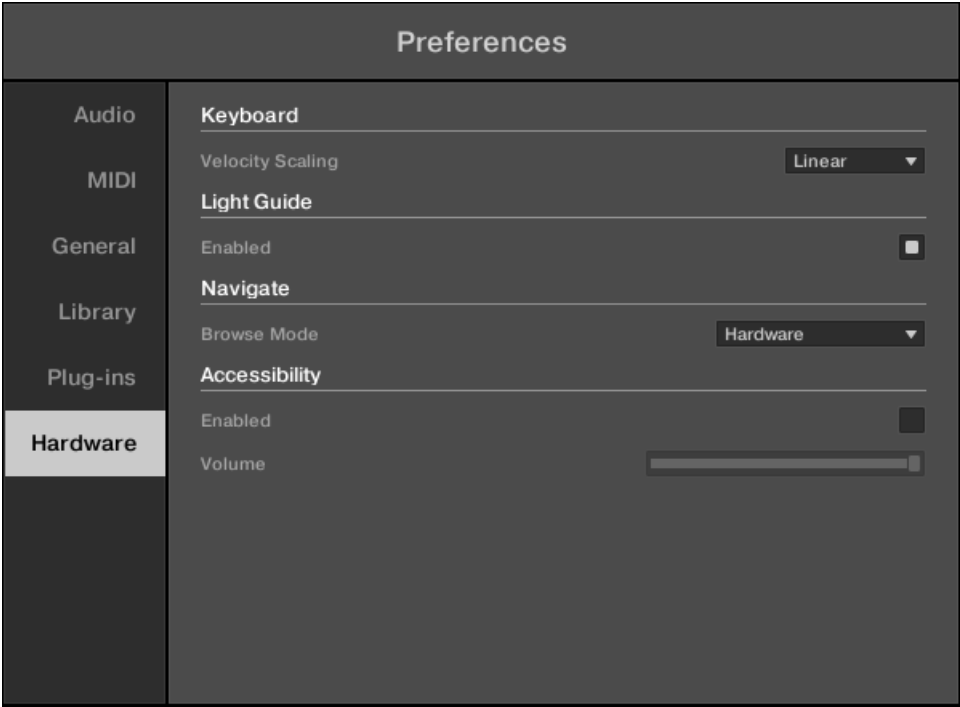 Preferences
Audio
MIDI
General
Library
Plug-ins
Hardware
Keyboard
Velocity Scaling Linear
Light Guide
Enabled
Navigate
Browse Mode Hardware
Accessibility
Enabled
Volume